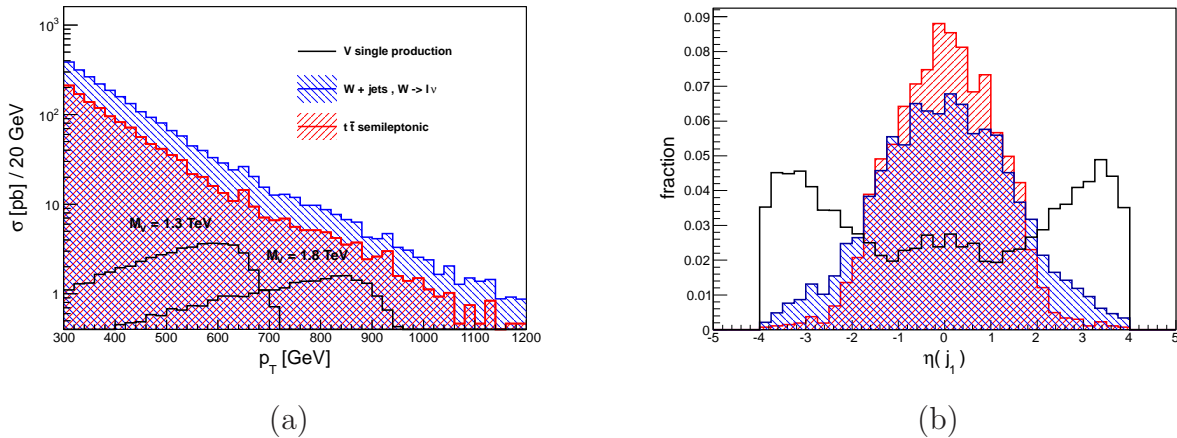 σ [pb] / 20 GeV
10³
10²
10
1
V single production
W + jets , W -> l ν
t t̄ semileptonic
M_V = 1.3 TeV
M_V = 1.8 TeV
300 400 500 600 700 800 900 1000 1100 1200
p_T [GeV]
(a)
fraction
0.09
0.08
0.07
0.06
0.05
0.04
0.03
0.02
0.01
0
-5 -4 -3 -2 -1 0 1 2 3 4 5
η( j_1 )
(b)